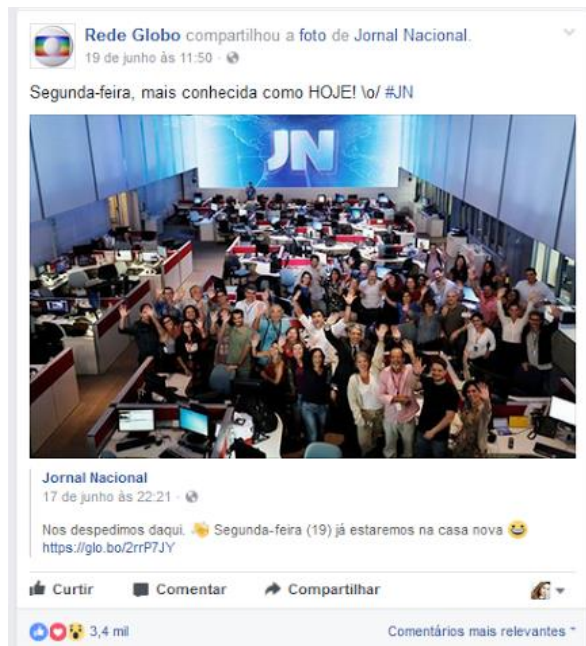 Rede Globo compartilhou a foto de Jornal Nacional.
19 de junho às 11:50 ·
Segunda-feira, mais conhecida como HOJE! \o/ #JN
JN
Jornal Nacional
17 de junho às 22:21 ·
Nos despedimos daqui. 👋 Segunda-feira (19) já estaremos na casa nova 😄
https://glo.bo/2rrP7JY
Curtir Comentar Compartilhar
3,4 mil Comentários mais relevantes